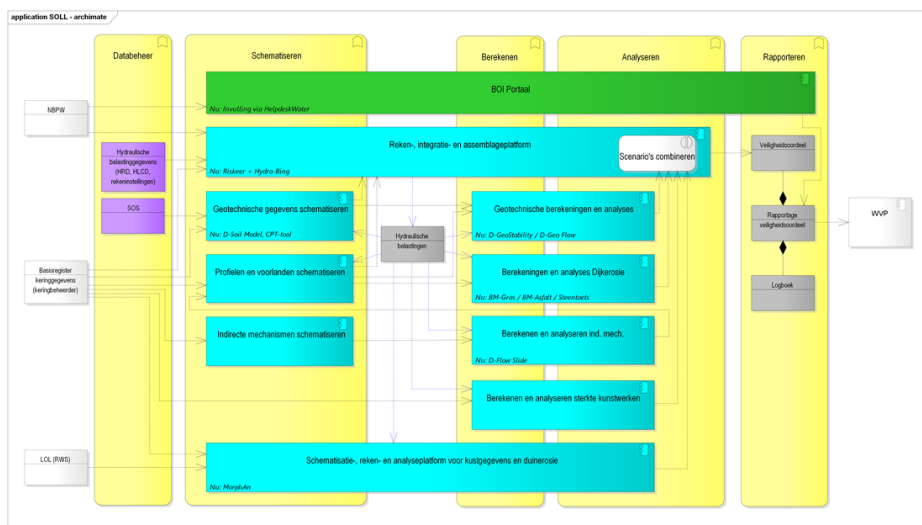 application SOLL - archimate
Databeheer
Schematiseren
Berekenen
Analyseren
Rapporteren
BOI Portaal
Nu: Invulling via HelpdeskWater
NBPW
Reken-, integratie- en assemblageplatform
Nu: Riskeer + Hydra-Ring
Scenario's combineren
Veiligheidsoordeel
Hydraulische
belastinggegevens
(HRD, HLCD,
rekeninstellingen)
SOS
Geotechnische gegevens schematiseren
Nu: D-Soil Model, CPT-tool
Hydraulische
belastingen
Geotechnische berekeningen en analyses
Nu: D-GeoStability / D-Geo Flow
Rapportage
veiligheidsoordeel
WVP
Basisregister
keringgegevens
(keringbeheerder)
Profielen en voorlanden schematiseren
Berekeningen en analyses Dijkerosie
Nu: BM-Gras / BM-Asfalt / Steentoets
Logboek
Indirecte mechanismen schematiseren
Berekenen en analyseren ind. mech.
Nu: D-Flow Slide
Berekenen en analyseren sterkte kunstwerken
LOL (RWS)
Schematisatie-, reken- en analyseplatform voor kustgegevens en duinerosie
Nu: MorphAn